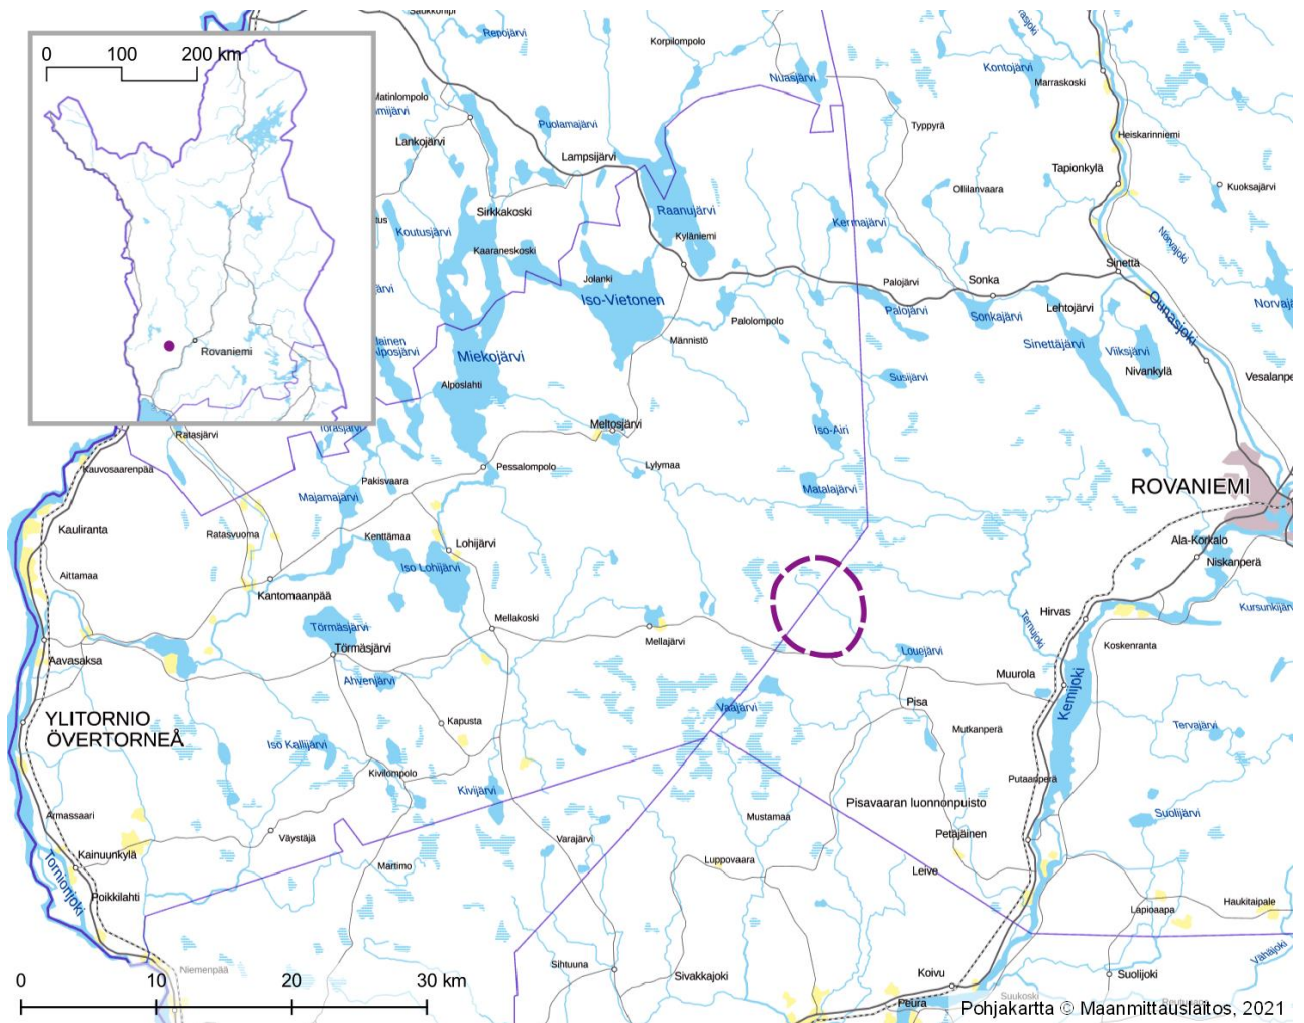 0 100 200 km
Rovaniemi
Repojärvi
Korpilompolo
Nuasjärvi
Kontojärvi
Marraskoski
Matinlompolo
Puolamajärvi
Lankojärvi
Lampsijärvi
Typpyrä
Heiskarinniemi
Tapionkylä
Ollilanvaara
Kuoksajärvi
Sirkkakoski
Raanujärvi
Koutusjärvi
Kyläniemi
Kermajärvi
Norvajoki
Kaaraneskoski
Sinettä
Jolanki
Iso-Vietonen
Palojärvi
Sonka
Ounasjoki
Palojärvi
Sonkajärvi
Lehtojärvi
Palolompolo
Männistö
Sinettäjärvi
Viiksjärvi
Nivankylä
Miekojärvi
Alposlahti
Susijärvi
Meltosjärvi
Iso-Airi
Ratasjärvi
Kauvosaarenpää
Pessalompolo
Lylymaa
Pakisvaara
Majamajärvi
Matalajärvi
ROVANIEMI
Kauliranta
Ratasvuoma
Kenttämaa
Lohijärvi
Iso Lohijärvi
Ala-Korkalo
Niskanperä
Aittamaa
Kantomaanpää
Hirvas
Mellakoski
Törmäsjärvi
Mellajärvi
Ternujoki
Koskenranta
Törmäsjärvi
Louejärvi
Aavasaksa
Ahvenjärvi
Muurola
Kemijoki
Vaajärvi
Pisa
YLITORNIO
ÖVERTORNEÅ
Kapusta
Mutkanperä
Tervajärvi
Iso Kallijärvi
Kivilompolo
Putaanperä
Kivijärvi
Pisavaaran luonnonpuisto
Armassaari
Mustamaa
Suolijärvi
Väystäjä
Varajärvi
Petäjäinen
Kainuunkylä
Luppovaara
Martimo
Leive
Tornionjoki
Poikkilahti
Lapioaapa
Haukitaipale
Vähäjoki
Niemenpää
Sihtuuna
Sivakkajoki
Koivu
Suolijoki
0 10 20 30 km
Peura
Suukoski
Pohjakartta © Maanmittauslaitos, 2021